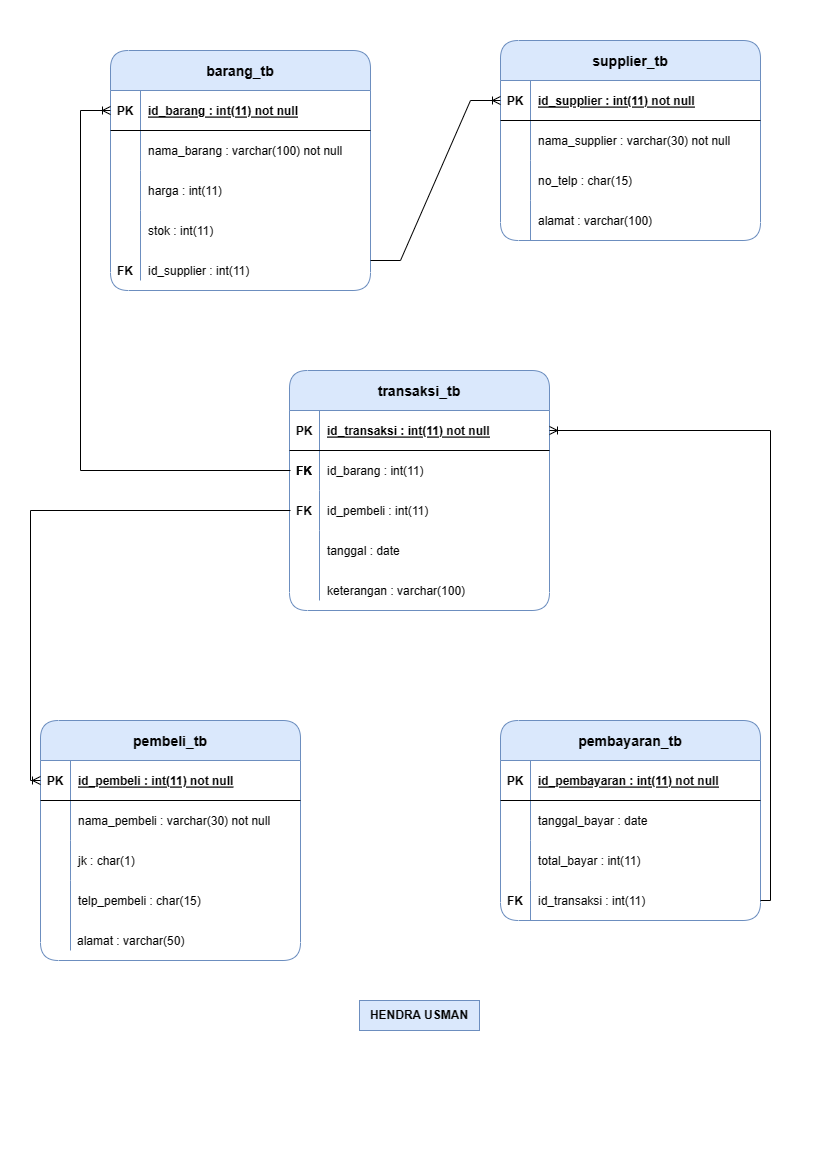 barang_tb
PK id_barang : int(11) not null
nama_barang : varchar(100) not null
harga : int(11)
stok : int(11)
FK id_supplier : int(11)
supplier_tb
PK id_supplier : int(11) not null
nama_supplier : varchar(30) not null
no_telp : char(15)
alamat : varchar(100)
transaksi_tb
PK id_transaksi : int(11) not null
FK id_barang : int(11)
FK id_pembeli : int(11)
tanggal : date
keterangan : varchar(100)
pembeli_tb
PK id_pembeli : int(11) not null
nama_pembeli : varchar(30) not null
jk : char(1)
telp_pembeli : char(15)
alamat : varchar(50)
pembayaran_tb
PK id_pembayaran : int(11) not null
tanggal_bayar : date
total_bayar : int(11)
FK id_transaksi : int(11)
HENDRA USMAN